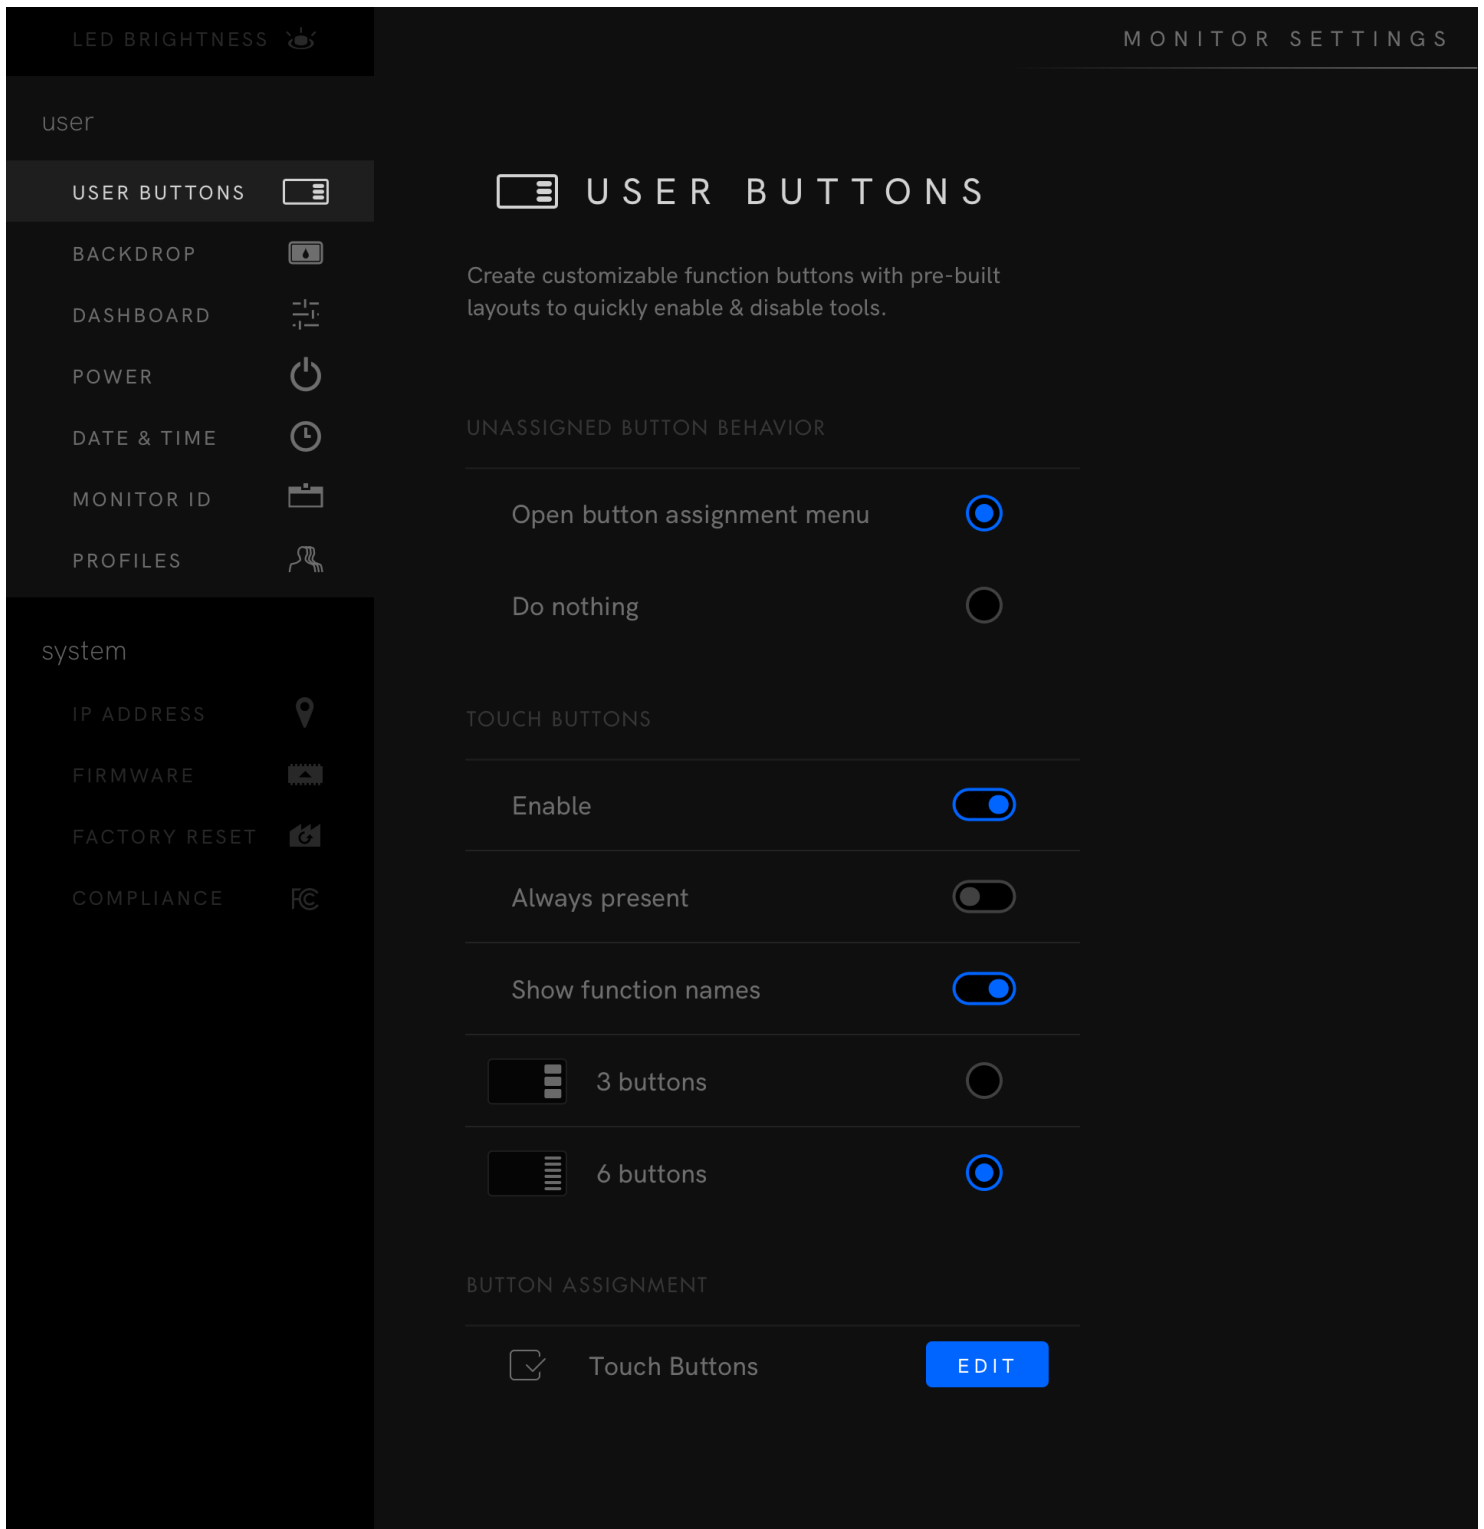 LED BRIGHTNESS
MONITOR SETTINGS
user
USER BUTTONS
BACKDROP
DASHBOARD
POWER
DATE & TIME
MONITOR ID
PROFILES
system
IP ADDRESS
FIRMWARE
FACTORY RESET
COMPLIANCE
FC
USER BUTTONS
Create customizable function buttons with pre-built
layouts to quickly enable & disable tools.
UNASSIGNED BUTTON BEHAVIOR
Open button assignment menu
Do nothing
TOUCH BUTTONS
Enable
Always present
Show function names
3 buttons
6 buttons
BUTTON ASSIGNMENT
Touch Buttons
EDIT